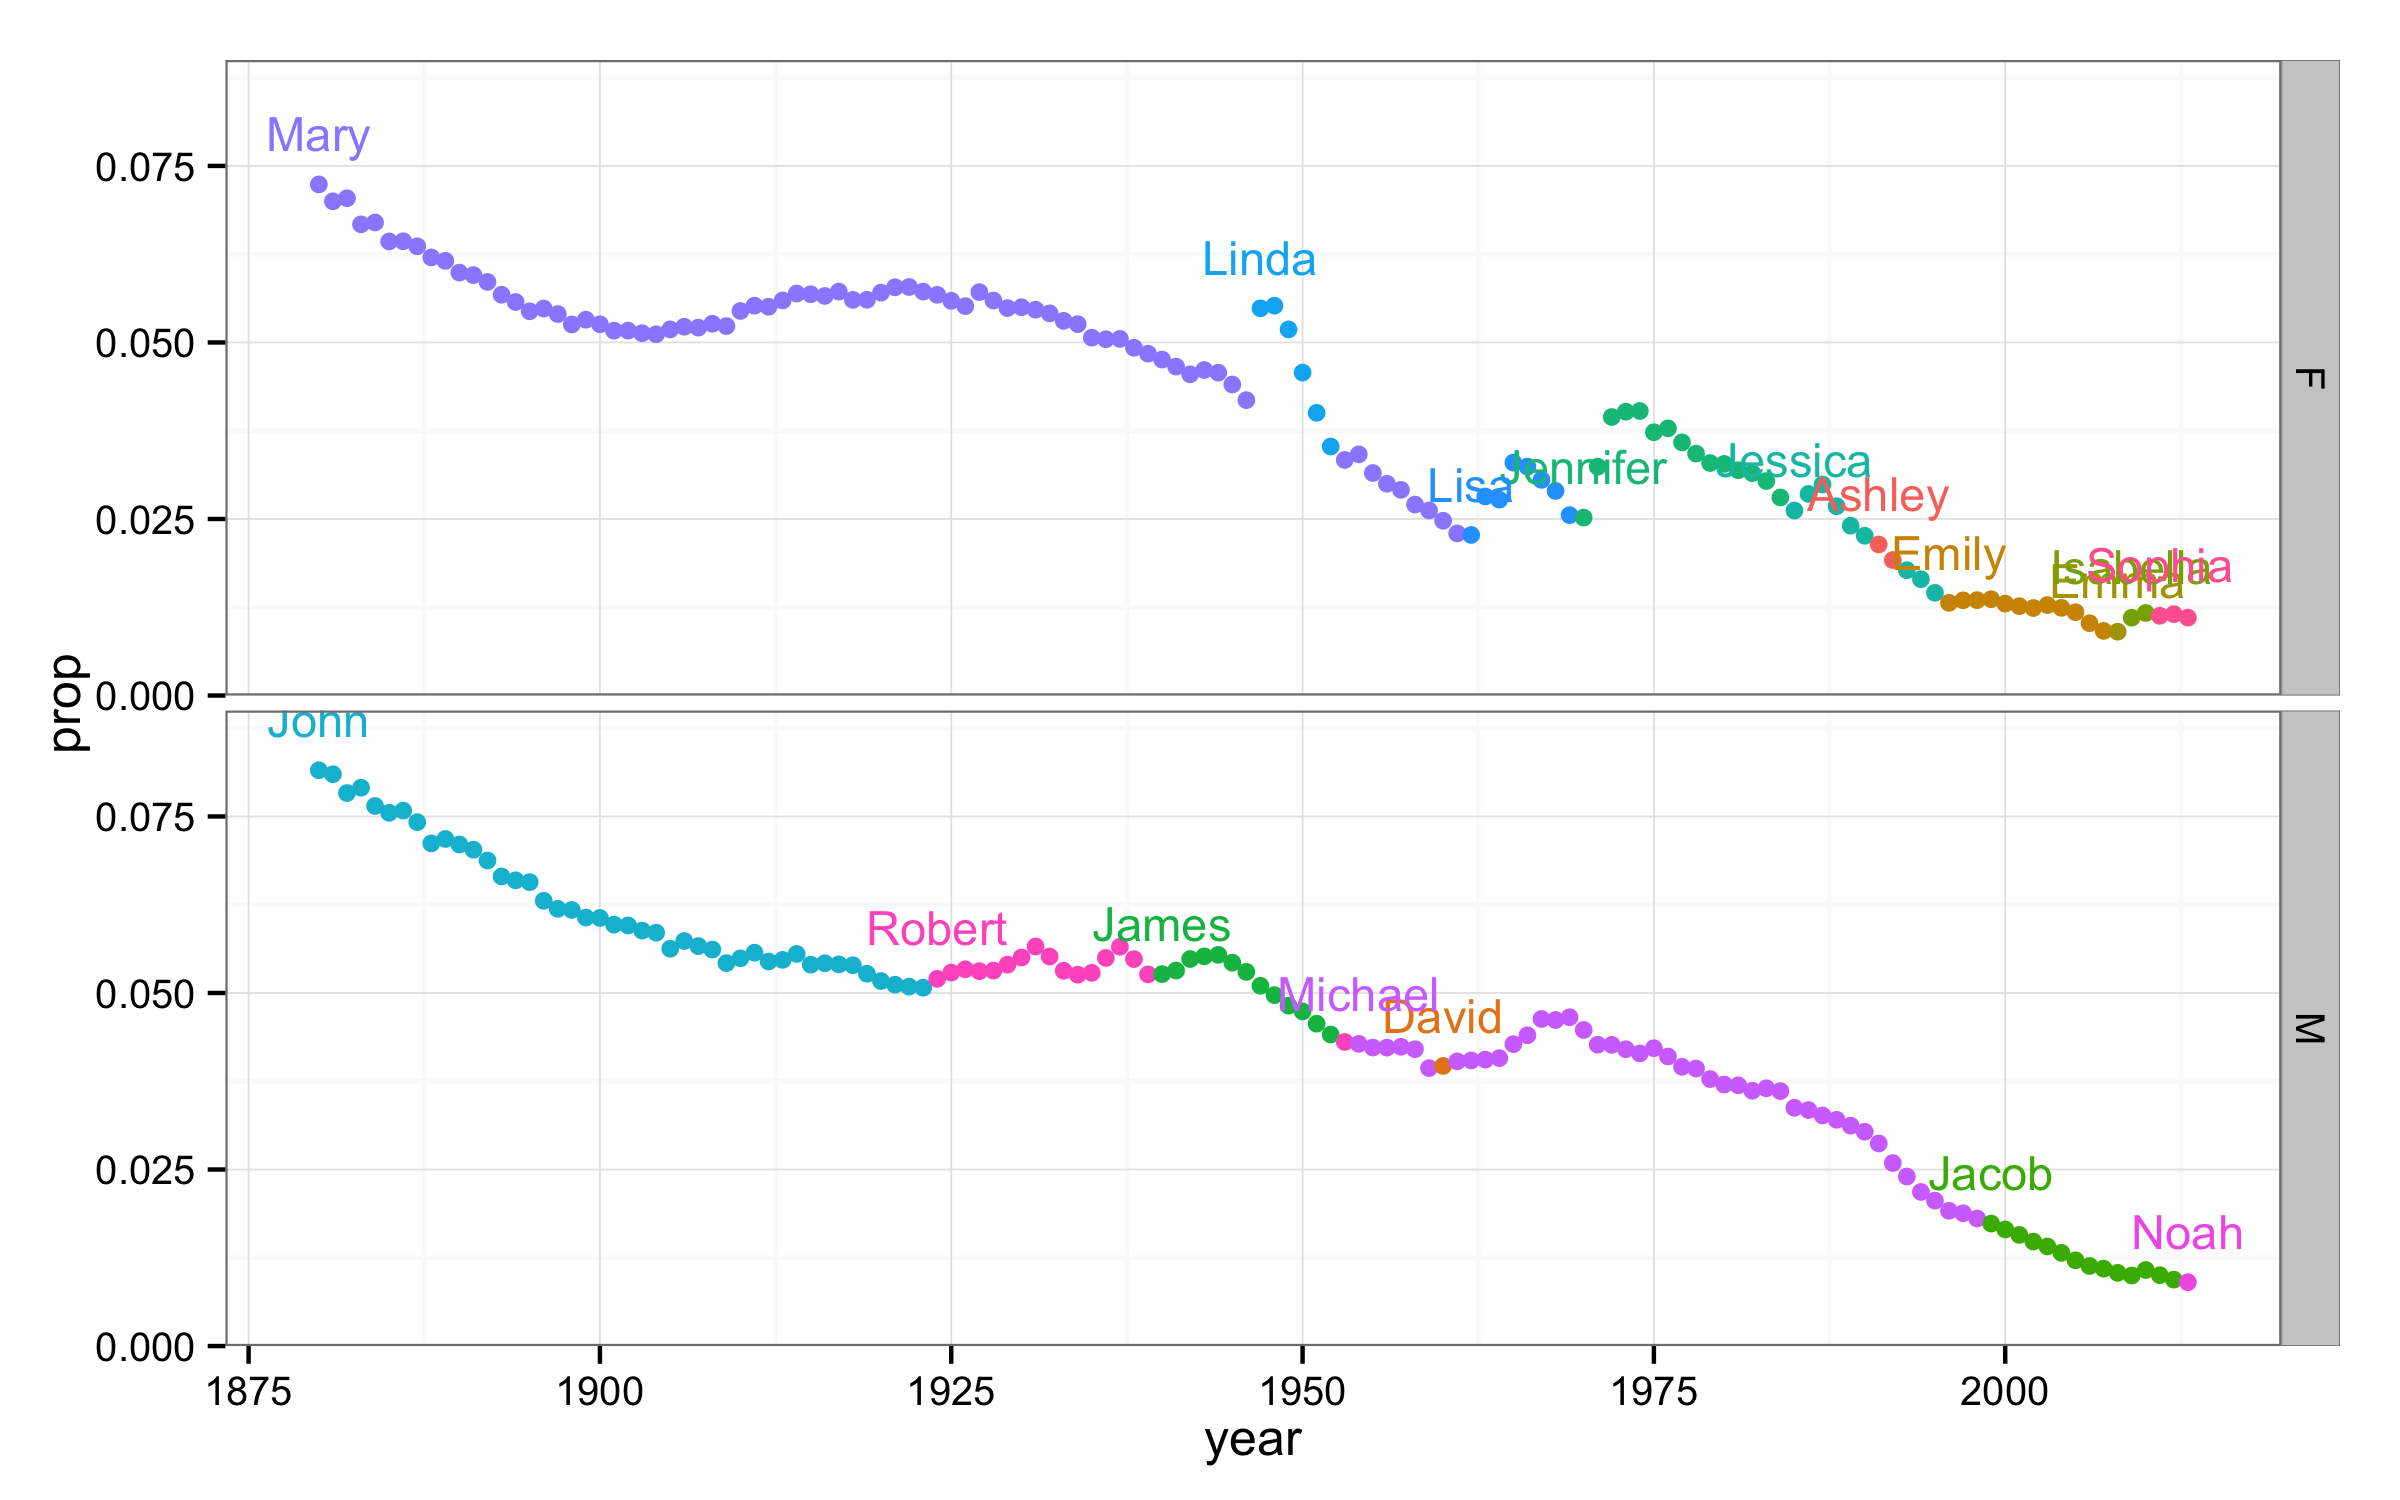 Mary
0.075
Linda
0.050
Jennifer
Jessica
Lisa
Ashley
0.025
Emily
Isabella
Sophia
Emma
0.000
F
prop
John
0.075
Robert
James
0.050
Michael
David
M
0.025
Jacob
Noah
0.000
1875 1900 1925 1950 1975 2000
year